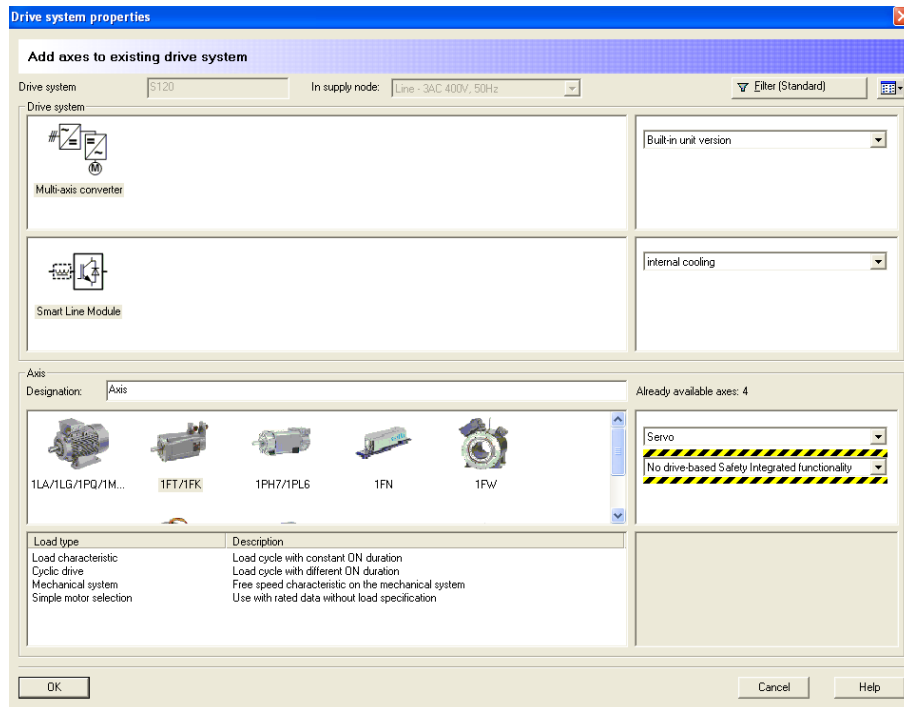 Drive system properties
Add axes to existing drive system
Drive system S120 In supply node: Line - 3AC 400V, 50Hz Filter (Standard)
Drive system
Multi-axis converter
Built-in unit version
Smart Line Module
internal cooling
Axis
Designation: Axis Already available axes: 4
1LA/1LG/1PQ/1M... 1FT/1FK 1PH7/1PL6 1FN 1FW
Servo
No drive-based Safety Integrated functionality
Load type Description
Load characteristic Load cycle with constant ON duration
Cyclic drive Load cycle with different ON duration
Mechanical system Free speed characteristic on the mechanical system
Simple motor selection Use with rated data without load specification
OK Cancel Help